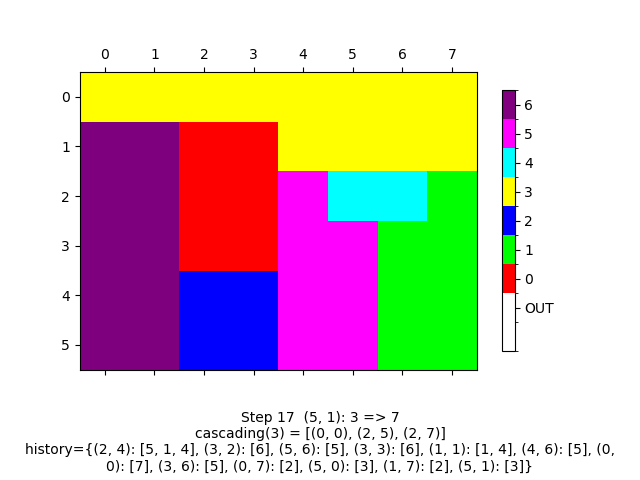 0 1 2 3 4 5 6 7
0
1
2
3
4
5
6
5
4
3
2
1
0
OUT
Step 17  (5, 1): 3 => 7
cascading(3) = [(0, 0), (2, 5), (2, 7)]
history={(2, 4): [5, 1, 4], (3, 2): [6], (5, 6): [5], (3, 3): [6], (1, 1): [1, 4], (4, 6): [5], (0,
0): [7], (3, 6): [5], (0, 7): [2], (5, 0): [3], (1, 7): [2], (5, 1): [3]}